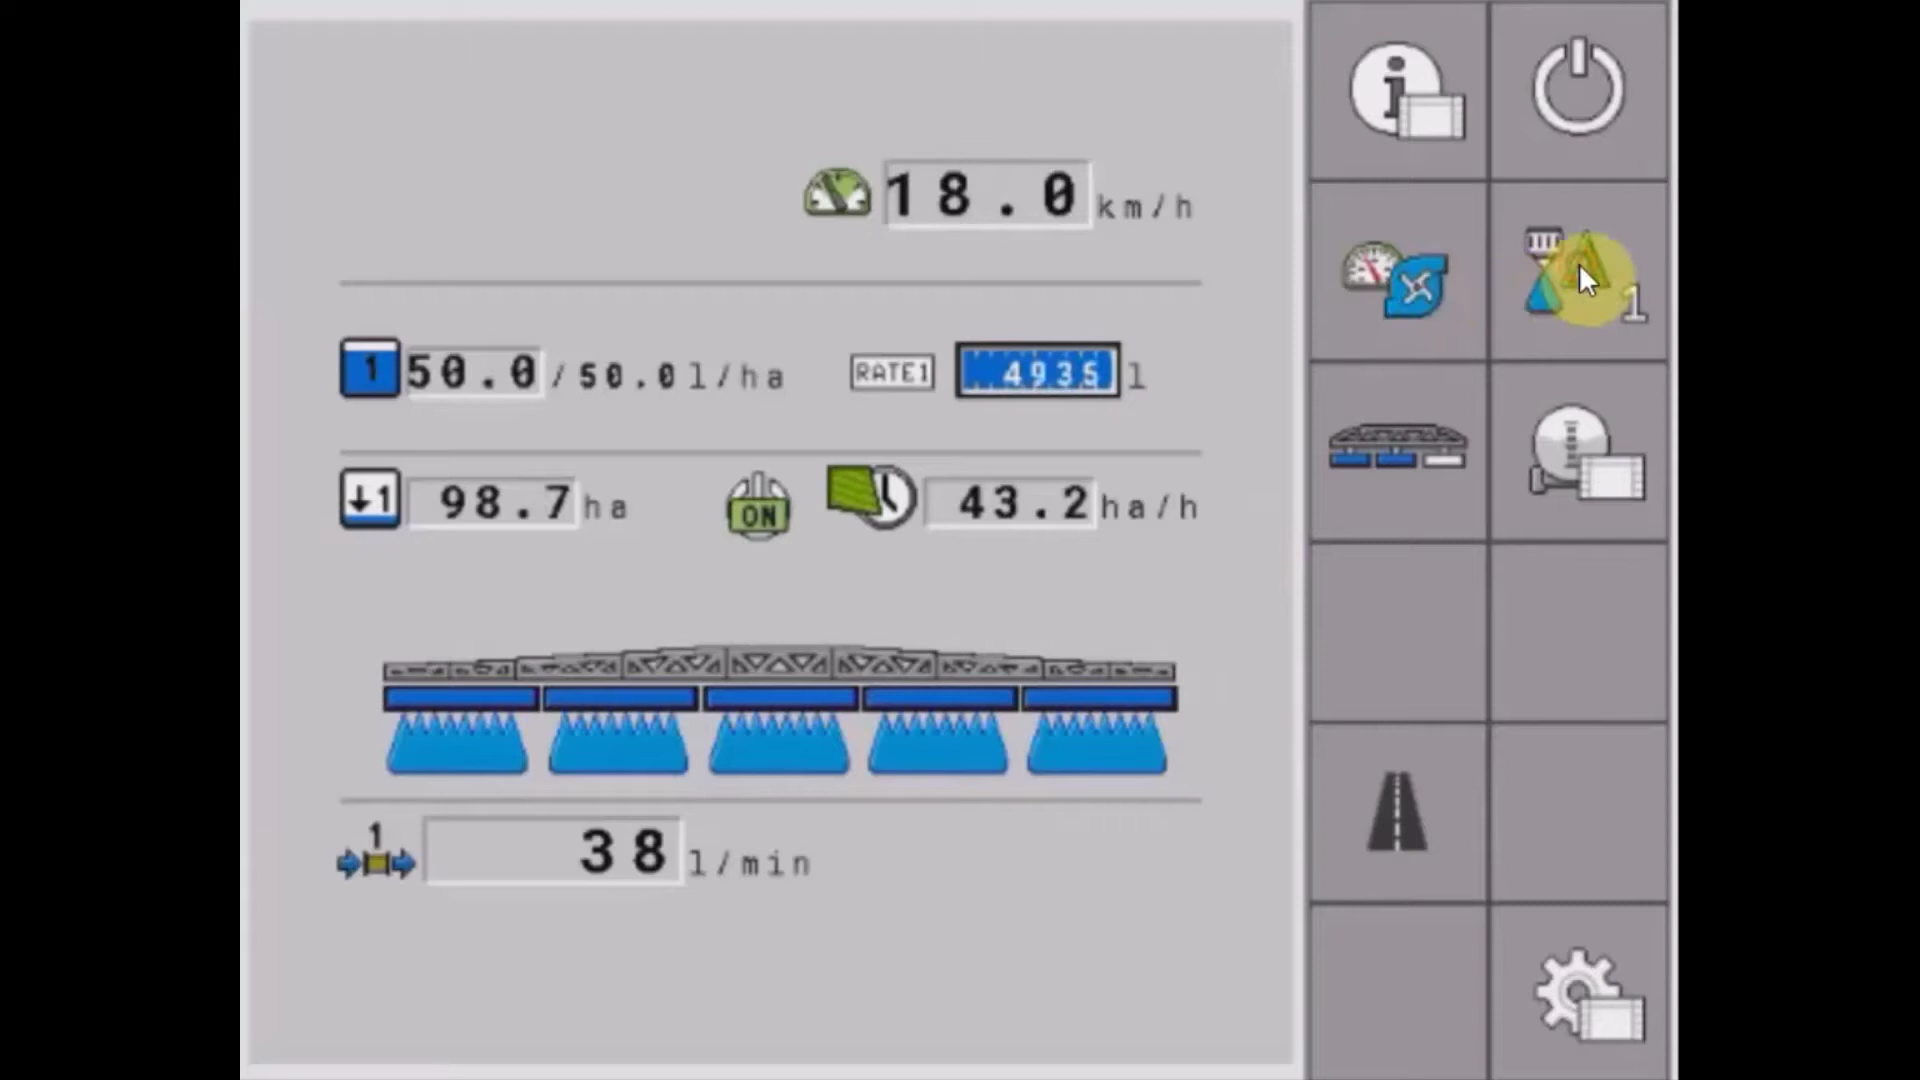 18.0 km/h
1 50.0 / 50.0 l/ha RATE1 4935 l
1 98.7 ha ON 43.2 ha/h
1
38 l/min
i
1